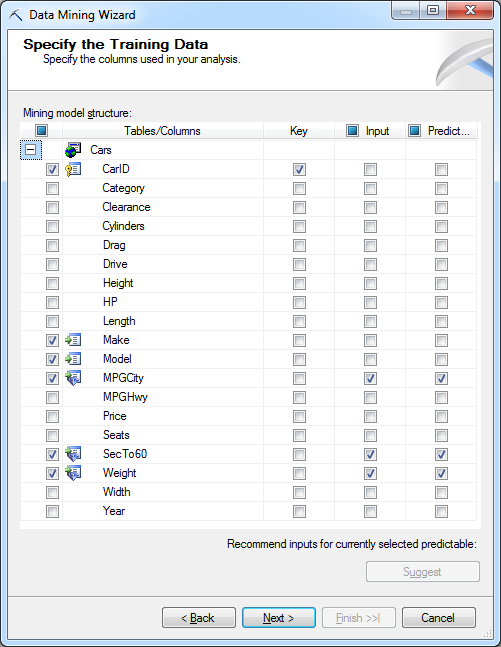 Data Mining Wizard
Specify the Training Data
Specify the columns used in your analysis.
Mining model structure:
Tables/Columns Key Input Predict...
Cars
CarID
Category
Clearance
Cylinders
Drag
Drive
Height
HP
Length
Make
Model
MPGCity
MPGHwy
Price
Seats
SecTo60
Weight
Width
Year
Recommend inputs for currently selected predictable:
Suggest
< Back Next > Finish >>| Cancel